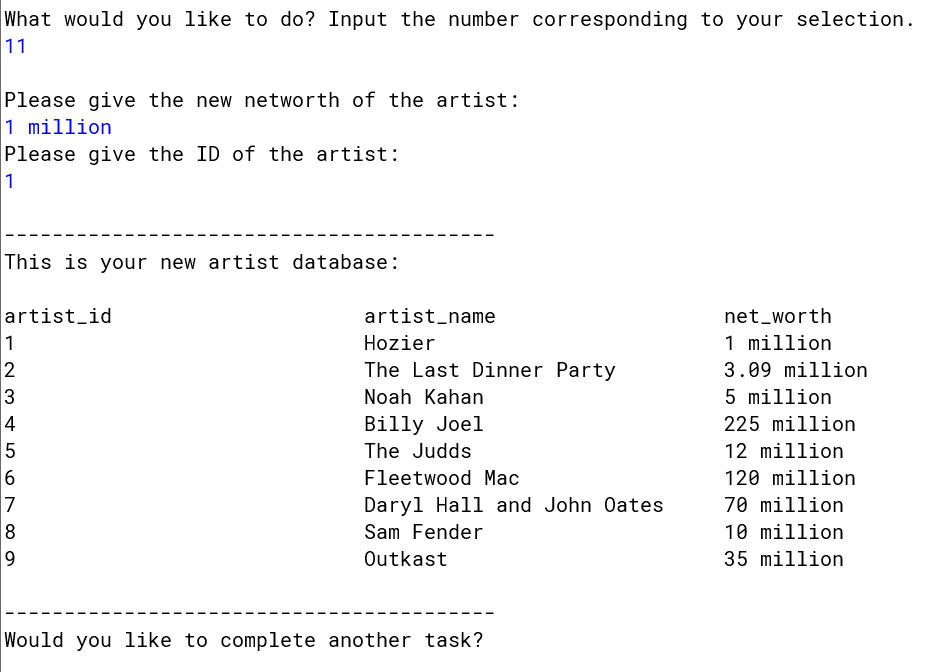 What would you like to do? Input the number corresponding to your selection.
11
Please give the new networth of the artist:
1 million
Please give the ID of the artist:
1
-----------------------------------------
This is your new artist database:
artist_id artist_name net_worth
1 Hozier 1 million
2 The Last Dinner Party 3.09 million
3 Noah Kahan 5 million
4 Billy Joel 225 million
5 The Judds 12 million
6 Fleetwood Mac 120 million
7 Daryl Hall and John Oates 70 million
8 Sam Fender 10 million
9 Outkast 35 million
-----------------------------------------
Would you like to complete another task?